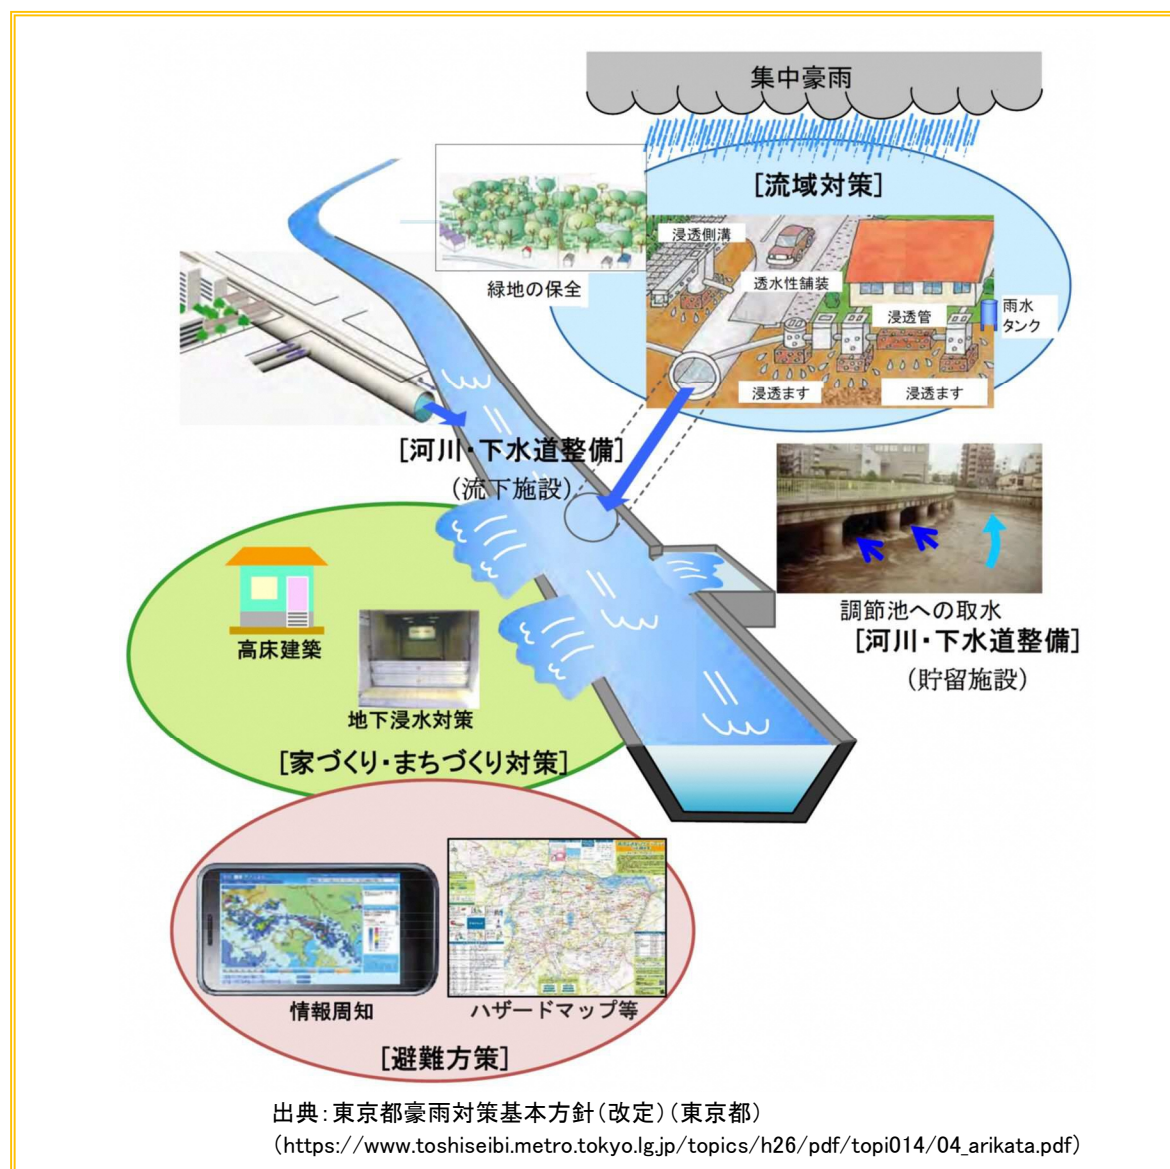 集中豪雨
[流域対策]
浸透側溝
透水性舗装
浸透管
雨水
タンク
浸透ます
浸透ます
緑地の保全
[河川・下水道整備]
(流下施設)
調節池への取水
[河川・下水道整備]
(貯留施設)
高床建築
地下浸水対策
[家づくり・まちづくり対策]
情報周知
ハザードマップ等
[避難方策]
出典:東京都豪雨対策基本方針(改定)(東京都)
(https://www.toshiseibi.metro.tokyo.lg.jp/topics/h26/pdf/topi014/04_arikata.pdf)